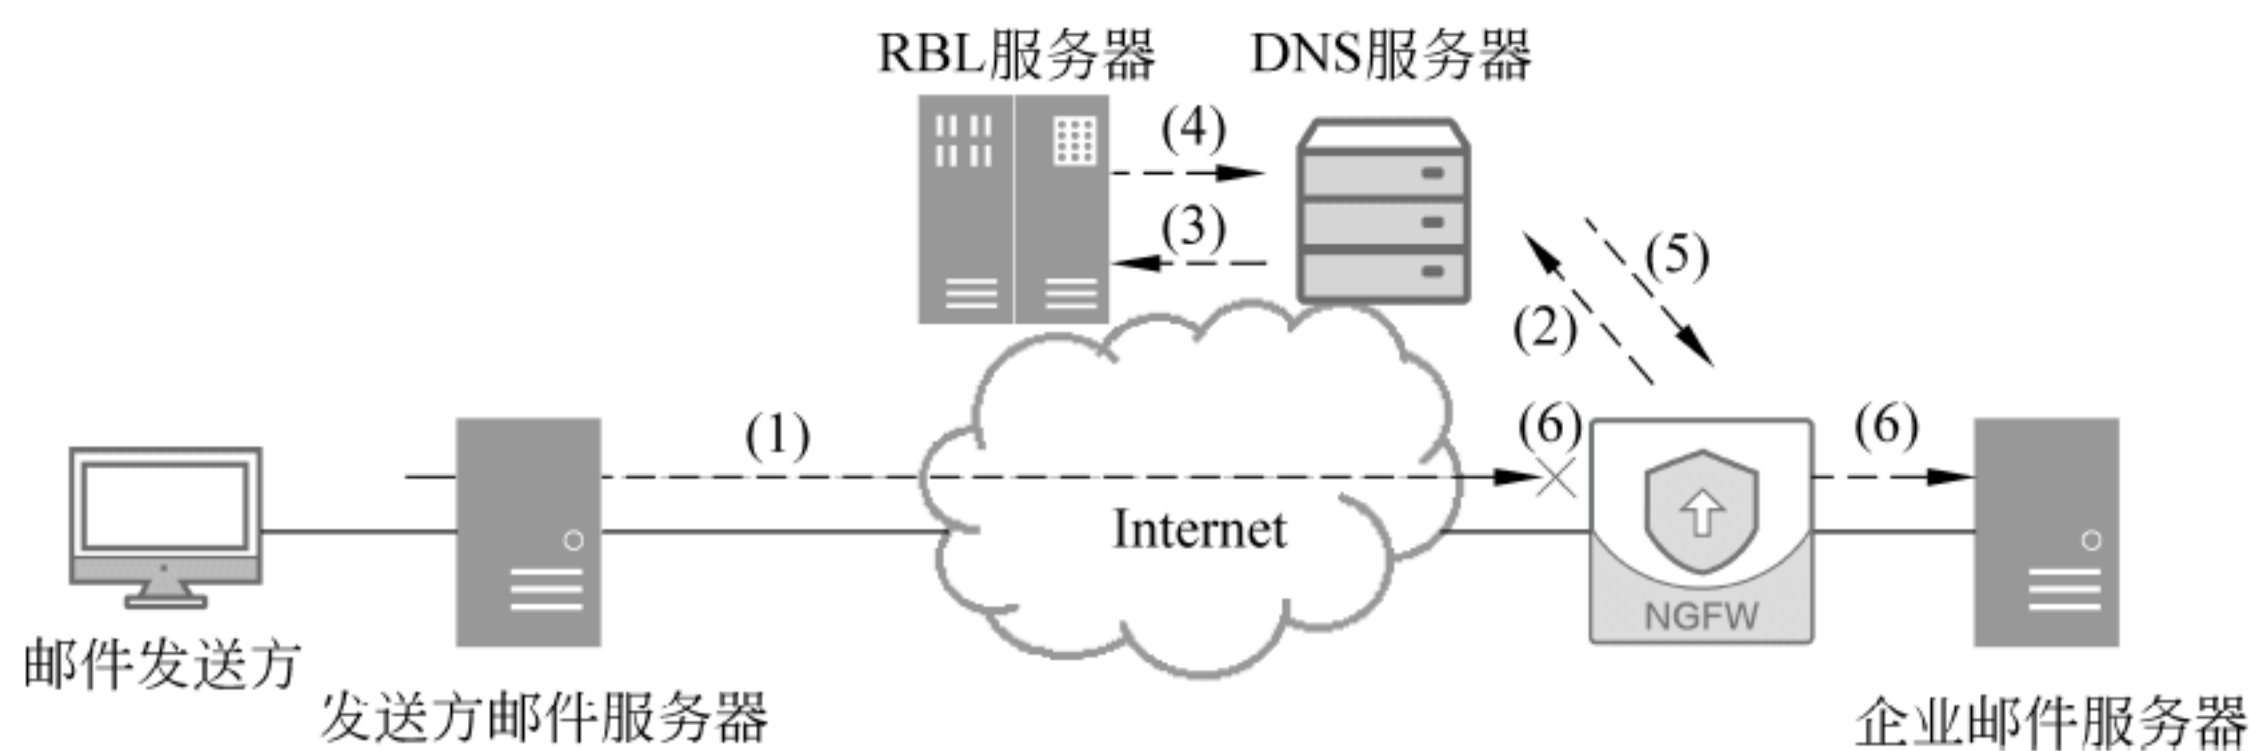 RBL服务器
DNS服务器
(4)
(3)
(5)
(2)
(1)
(6)
(6)
Internet
NGFW
邮件发送方
发送方邮件服务器
企业邮件服务器